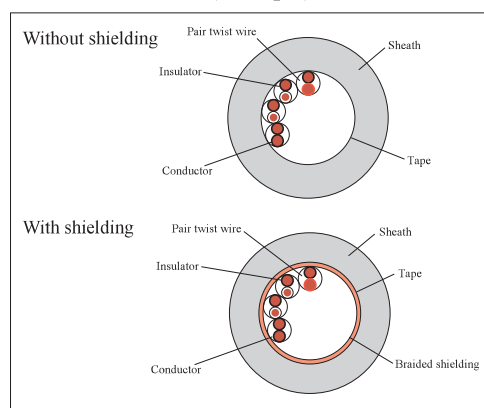 Without shielding
Pair twist wire
Sheath
Insulator
Conductor
Tape
With shielding
Pair twist wire
Sheath
Insulator
Tape
Conductor
Braided shielding